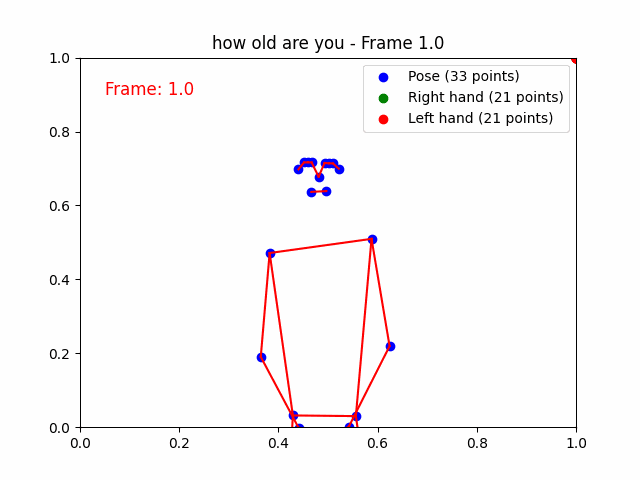 how old are you - Frame 1.0
Frame: 1.0
Pose (33 points)
Right hand (21 points)
Left hand (21 points)
1.0
0.8
0.6
0.4
0.2
0.0
0.0 0.2 0.4 0.6 0.8 1.0